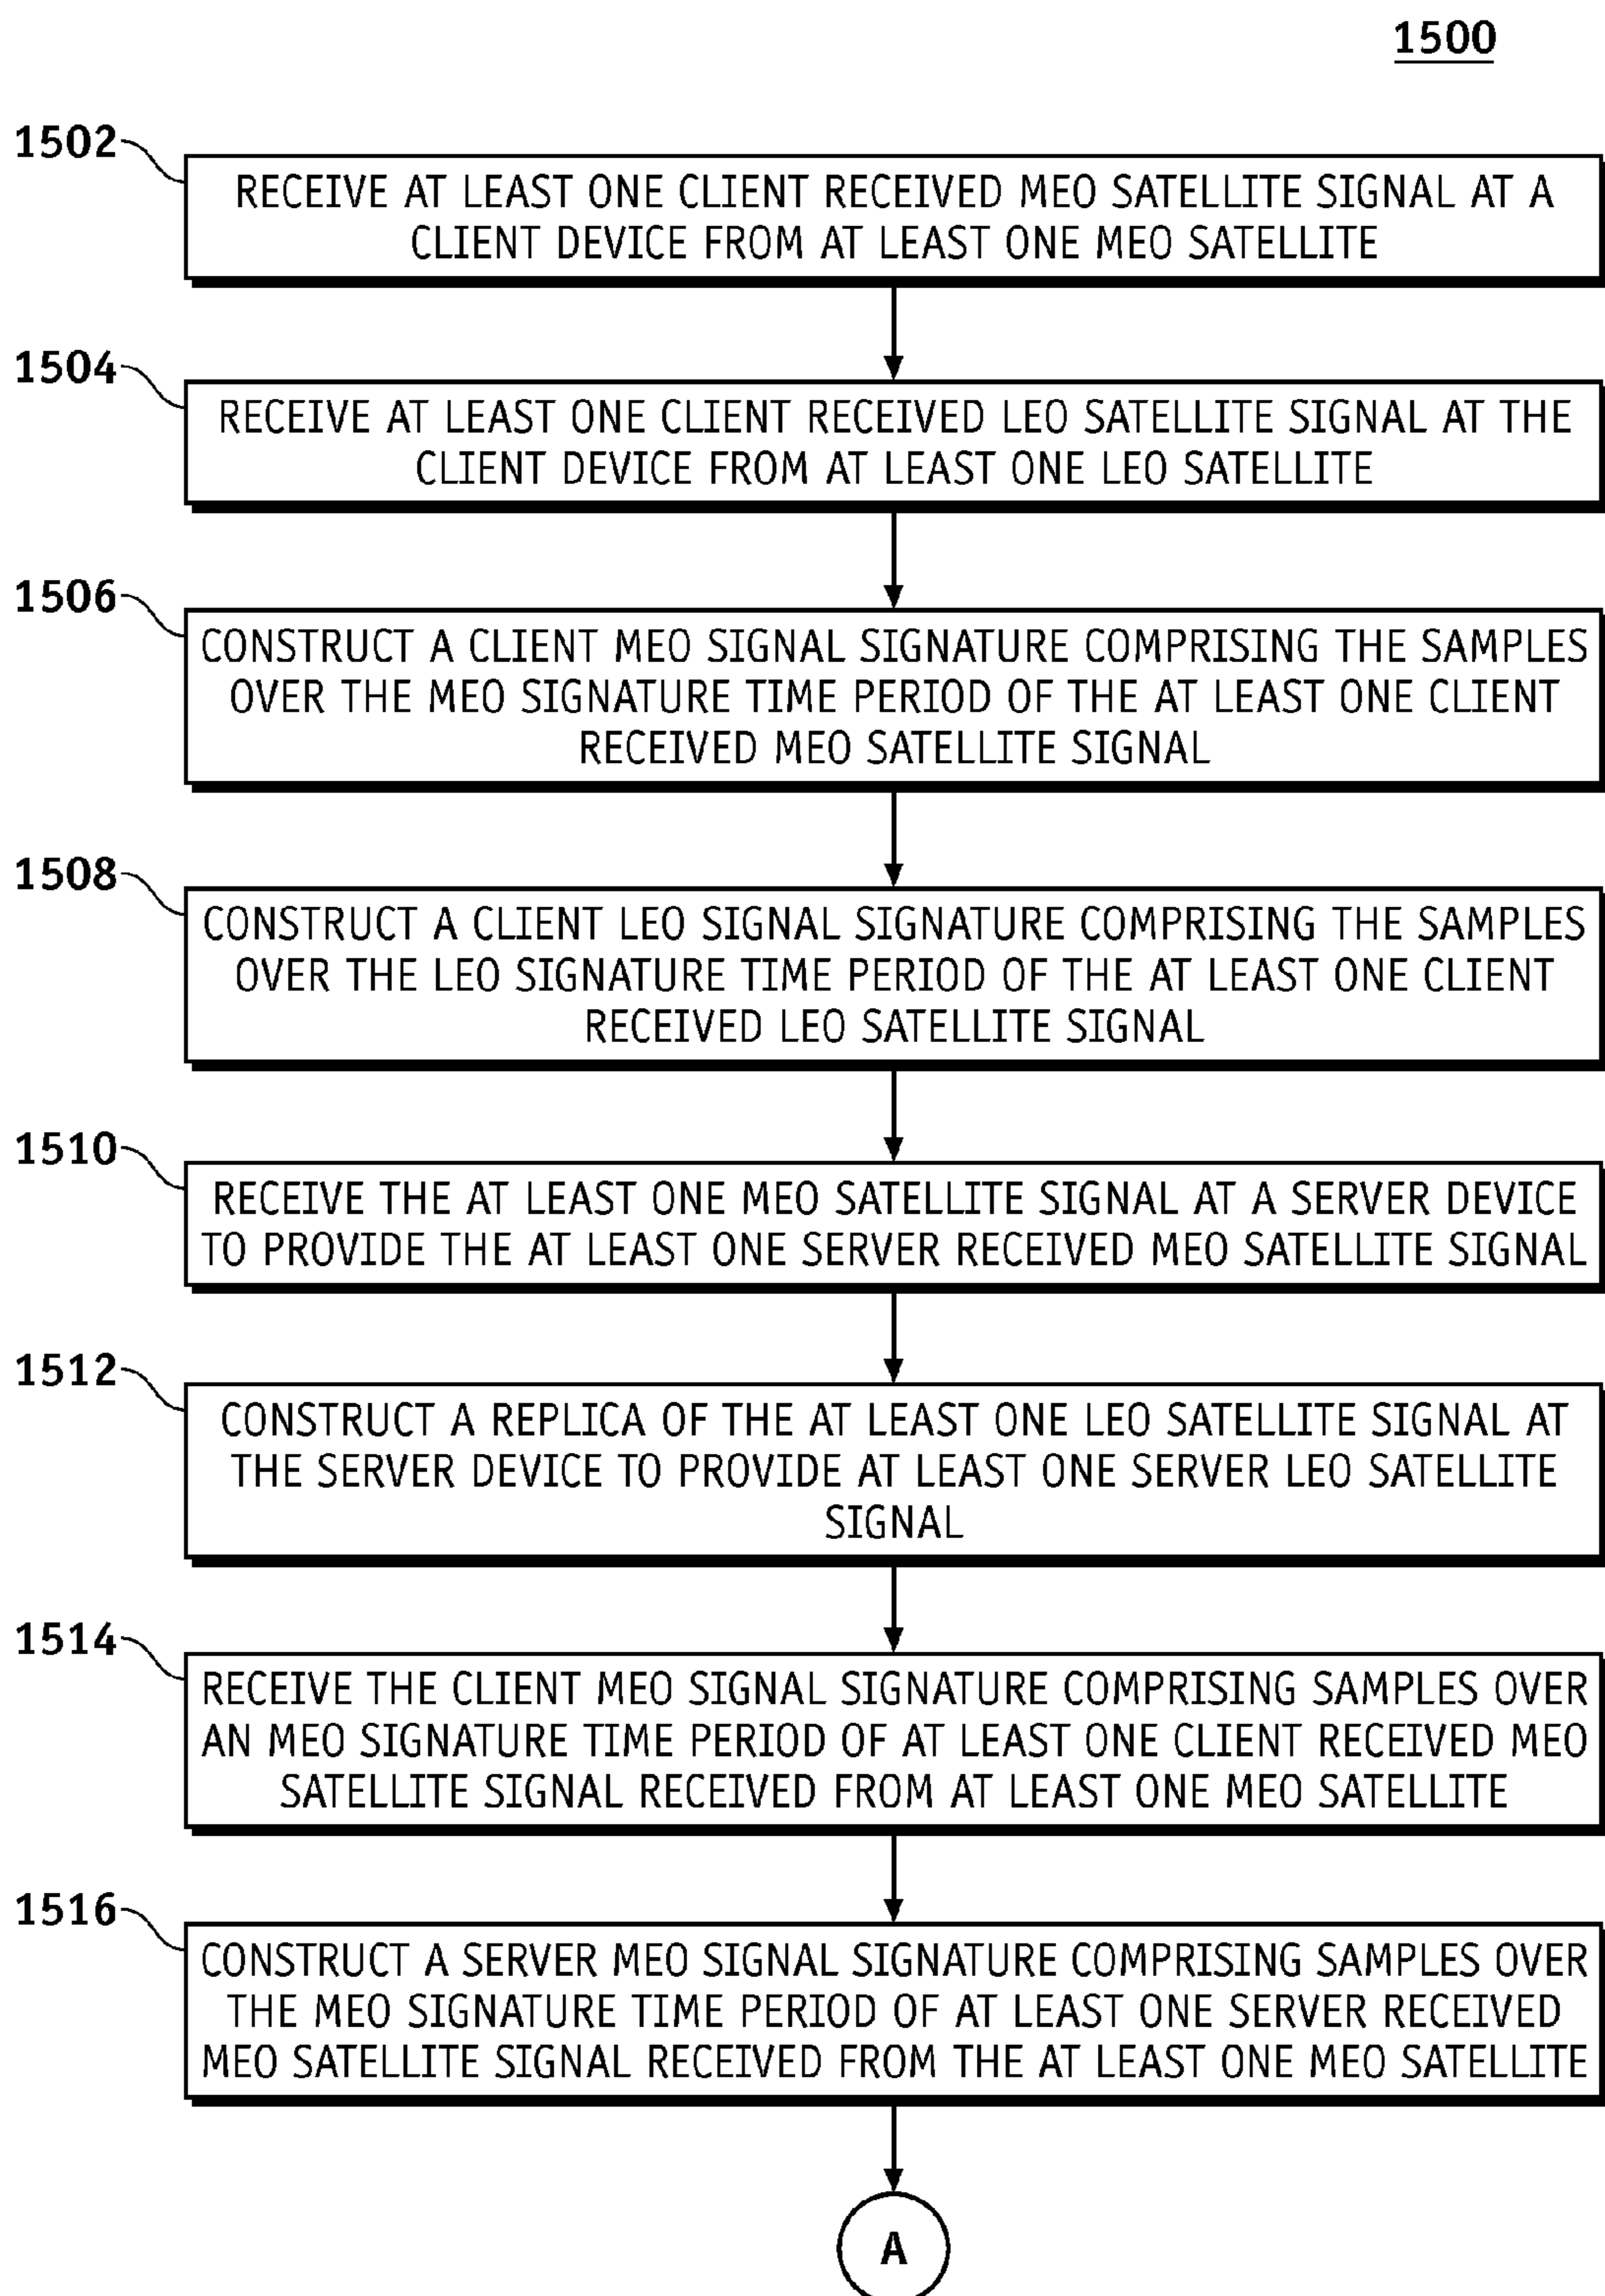 1500
1502
RECEIVE AT LEAST ONE CLIENT RECEIVED MEO SATELLITE SIGNAL AT A
CLIENT DEVICE FROM AT LEAST ONE MEO SATELLITE
1504
RECEIVE AT LEAST ONE CLIENT RECEIVED LEO SATELLITE SIGNAL AT THE
CLIENT DEVICE FROM AT LEAST ONE LEO SATELLITE
1506
CONSTRUCT A CLIENT MEO SIGNAL SIGNATURE COMPRISING THE SAMPLES
OVER THE MEO SIGNATURE TIME PERIOD OF THE AT LEAST ONE CLIENT
RECEIVED MEO SATELLITE SIGNAL
1508
CONSTRUCT A CLIENT LEO SIGNAL SIGNATURE COMPRISING THE SAMPLES
OVER THE LEO SIGNATURE TIME PERIOD OF THE AT LEAST ONE CLIENT
RECEIVED LEO SATELLITE SIGNAL
1510
RECEIVE THE AT LEAST ONE MEO SATELLITE SIGNAL AT A SERVER DEVICE
TO PROVIDE THE AT LEAST ONE SERVER RECEIVED MEO SATELLITE SIGNAL
1512
CONSTRUCT A REPLICA OF THE AT LEAST ONE LEO SATELLITE SIGNAL AT
THE SERVER DEVICE TO PROVIDE AT LEAST ONE SERVER LEO SATELLITE
SIGNAL
1514
RECEIVE THE CLIENT MEO SIGNAL SIGNATURE COMPRISING SAMPLES OVER
AN MEO SIGNATURE TIME PERIOD OF AT LEAST ONE CLIENT RECEIVED MEO
SATELLITE SIGNAL RECEIVED FROM AT LEAST ONE MEO SATELLITE
1516
CONSTRUCT A SERVER MEO SIGNAL SIGNATURE COMPRISING SAMPLES OVER
THE MEO SIGNATURE TIME PERIOD OF AT LEAST ONE SERVER RECEIVED
MEO SATELLITE SIGNAL RECEIVED FROM THE AT LEAST ONE MEO SATELLITE
A